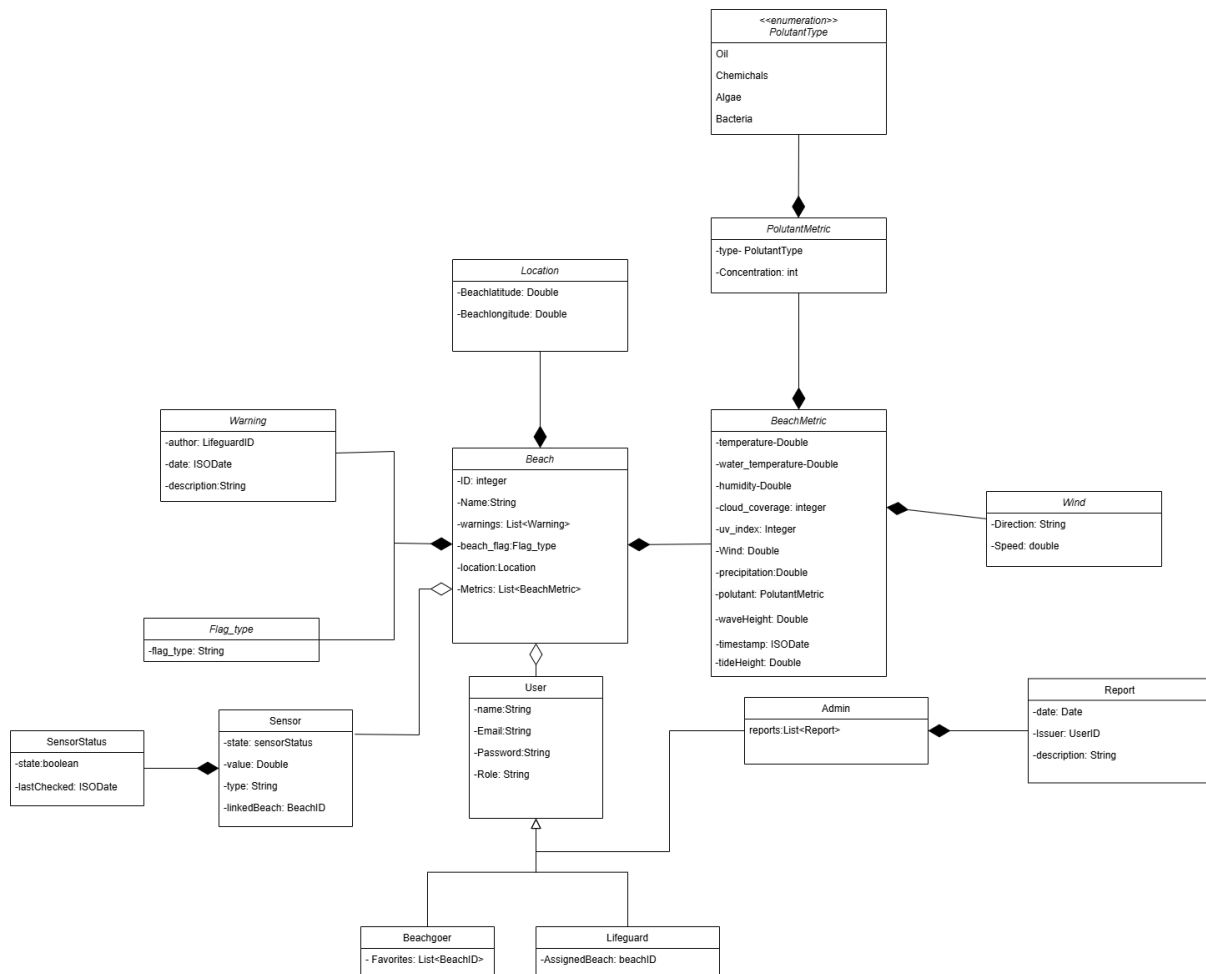 <<enumeration>>
PolutantType
Oil
Chemichals
Algae
Bacteria
PolutantMetric
-type- PolutantType
-Concentration: int
Location
-Beachlatitude: Double
-Beachlongitude: Double
Warning
-author: LifeguardID
-date: ISODate
-description:String
Beach
-ID: integer
-Name:String
-warnings: List<Warning>
-beach_flag:Flag_type
-location:Location
-Metrics: List<BeachMetric>
BeachMetric
-temperature-Double
-water_temperature-Double
-humidity-Double
-cloud_coverage: integer
-uv_index: Integer
-Wind: Double
-precipitation:Double
-polutant: PolutantMetric
-waveHeight: Double
-timestamp: ISODate
-tideHeight: Double
Wind
-Direction: String
-Speed: double
Flag_type
-flag_type: String
User
-name:String
-Email:String
-Password:String
-Role: String
Admin
reports:List<Report>
Report
-date: Date
-Issuer: UserID
-description: String
Sensor
-state: sensorStatus
-value: Double
-type: String
-linkedBeach: BeachID
SensorStatus
-state:boolean
-lastChecked: ISODate
Beachgoer
- Favorites: List<BeachID>
Lifeguard
-AssignedBeach: beachID